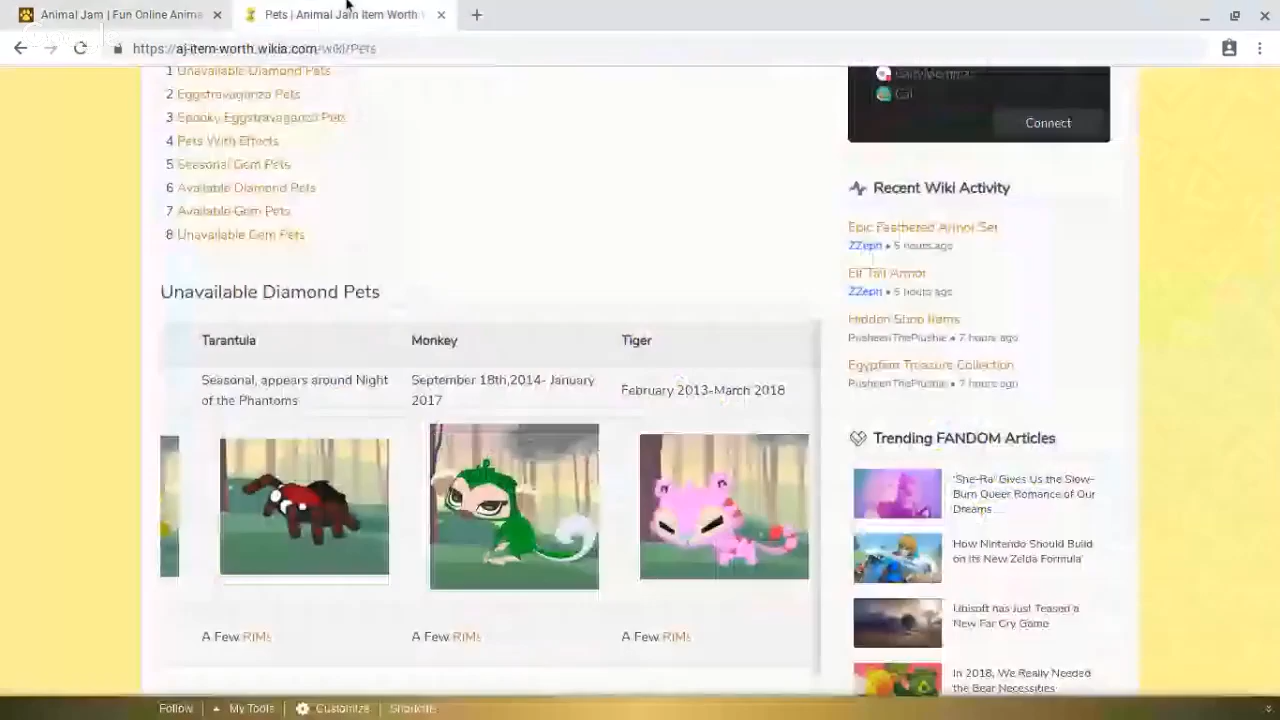 Animal Jam | Fun Online Anima
Pets | Animal Jam Item Worth
https://aj-item-worth.wikia.com/wiki/Pets
1 Unavailable Diamond Pets
2 Eggstravaganza Pets
3 Spooky Eggstravaganza Pets
4 Pets With Effects
5 Seasonal Gem Pets
6 Available Diamond Pets
7 Available Gem Pets
8 Unavailable Gem Pets
Unavailable Diamond Pets
Tarantula Monkey Tiger
Seasonal, appears around Night
of the Phantoms
September 18th,2014- January
2017
February 2013-March 2018
A Few RIMs A Few RIMs A Few RIMs
Cal
Connect
Recent Wiki Activity
Epic Feathered Armor Set
ZZeph • 5 hours ago
Elf Tail Armor
ZZeph • 5 hours ago
Hidden Shop Items
PusheenThePlushie • 7 hours ago
Egyptian Treasure Collection
PusheenThePlushie • 7 hours ago
Trending FANDOM Articles
'She-Ra' Gives Us the Slow-
Burn Queer Romance of Our
Dreams
How Nintendo Should Build
on Its New Zelda Formula
Ubisoft has Just Teased a
New Far Cry Game
In 2018, We Really Needed
the Bear Necessities
Follow My Tools Customize Shortcuts